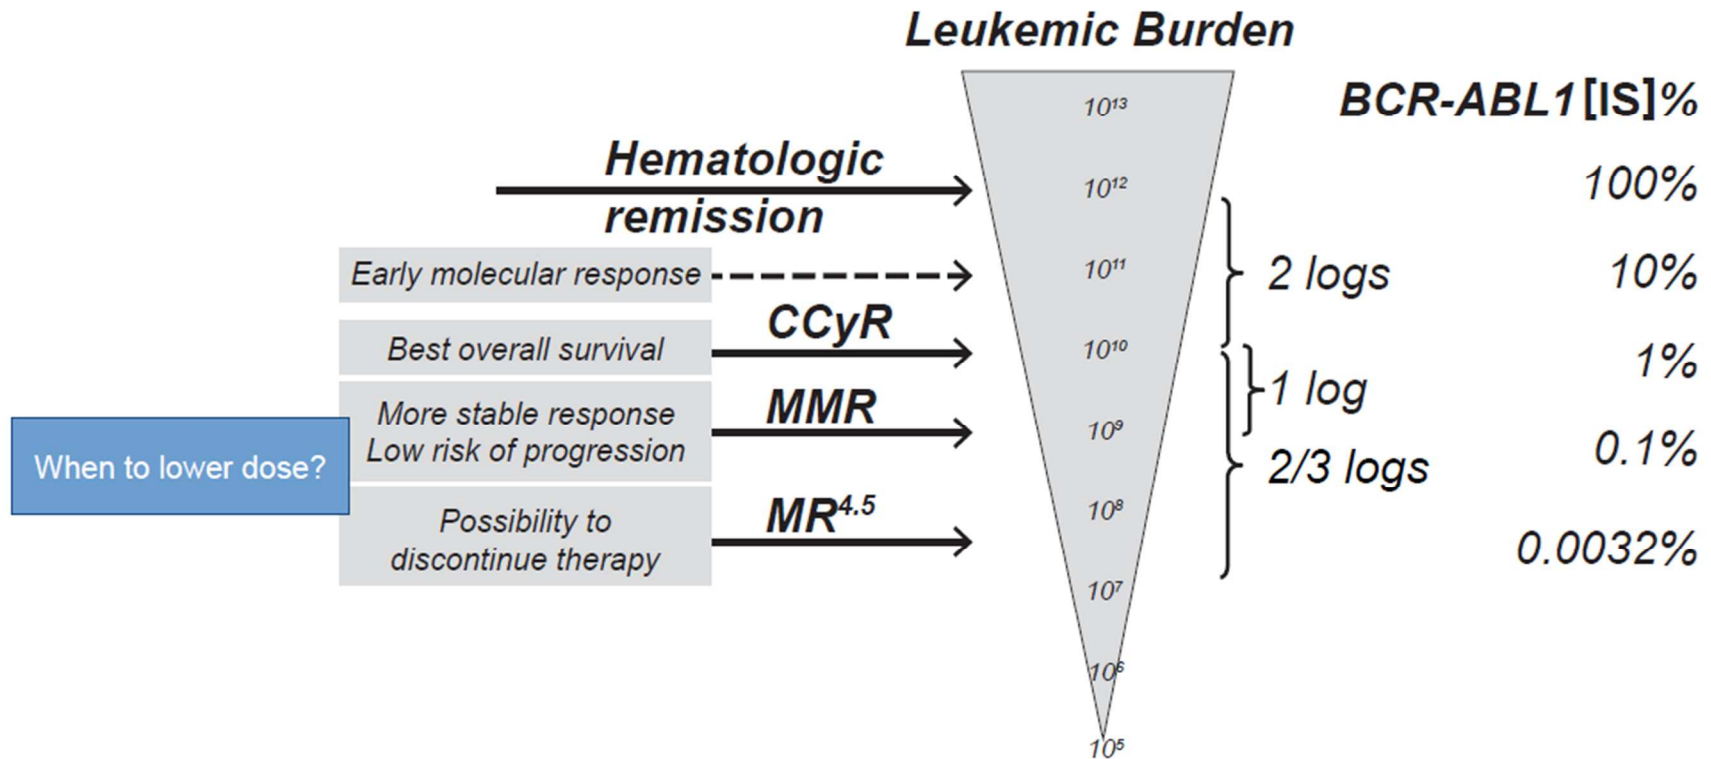 Leukemic Burden
BCR-ABL1 [IS]%
10¹³
Hematologic
remission
10¹²
100%
Early molecular response
10¹¹
2 logs
10%
CCyR
Best overall survival
10¹⁰
1%
1 log
MMR
More stable response
Low risk of progression
10⁹
0.1%
2/3 logs
When to lower dose?
MR⁴·⁵
Possibility to
discontinue therapy
10⁸
0.0032%
10⁷
10⁶
10⁵